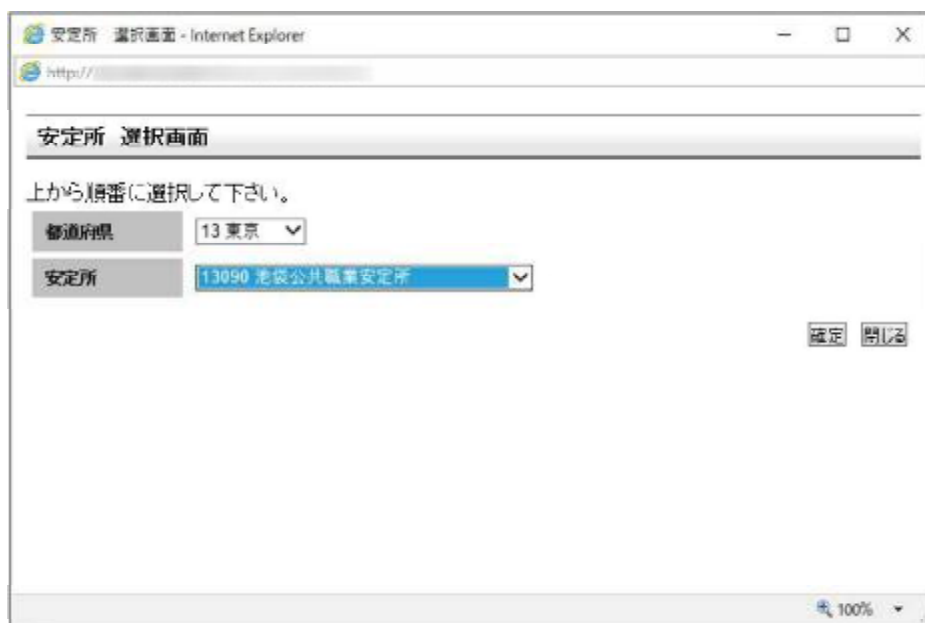 安定所 選択画面 - Internet Explorer
http://
安定所 選択画面
上から順番に選択して下さい。
都道府県 13 東京
安定所 13090 池袋公共職業安定所
確定 閉じる
100%